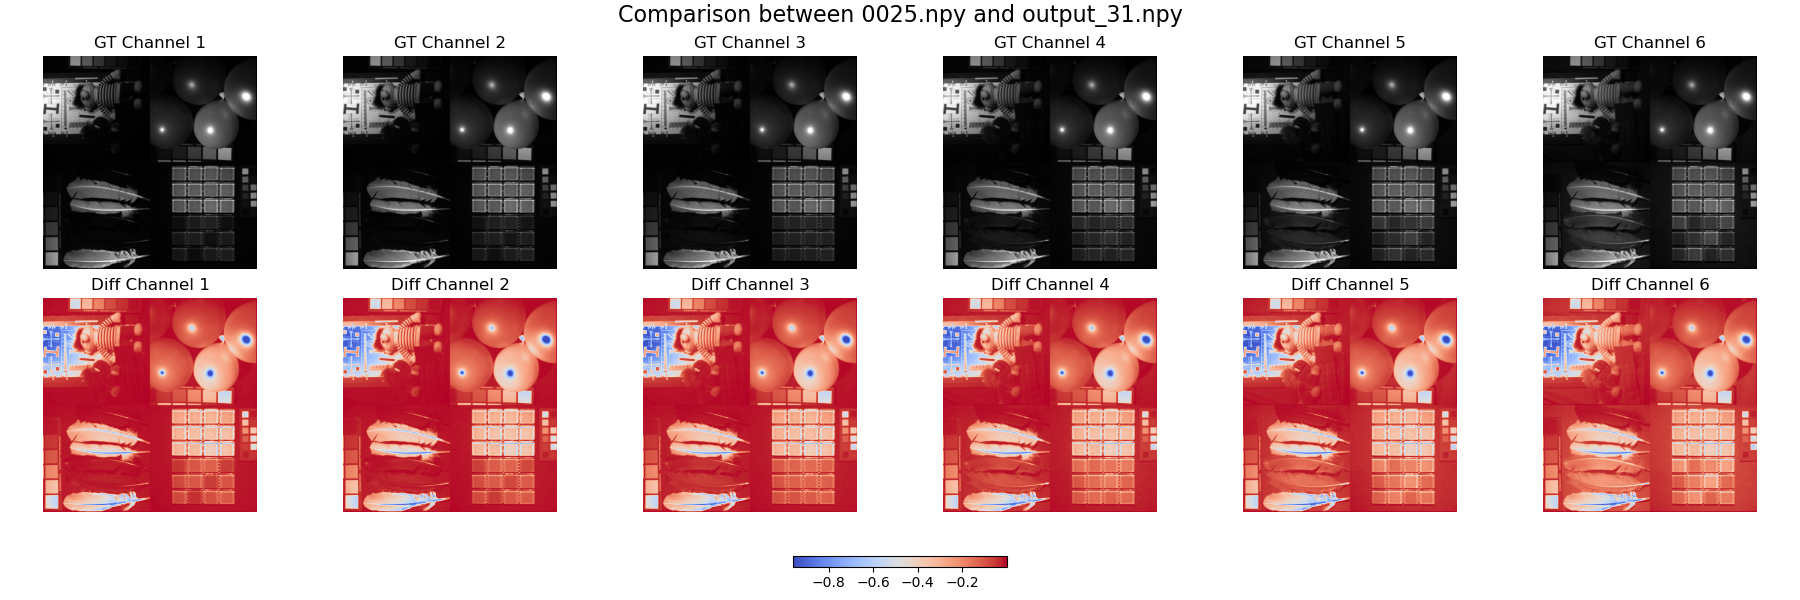 Comparison between 0025.npy and output_31.npy
GT Channel 1
GT Channel 2
GT Channel 3
GT Channel 4
GT Channel 5
GT Channel 6
Diff Channel 1
Diff Channel 2
Diff Channel 3
Diff Channel 4
Diff Channel 5
Diff Channel 6
−0.8 −0.6 −0.4 −0.2